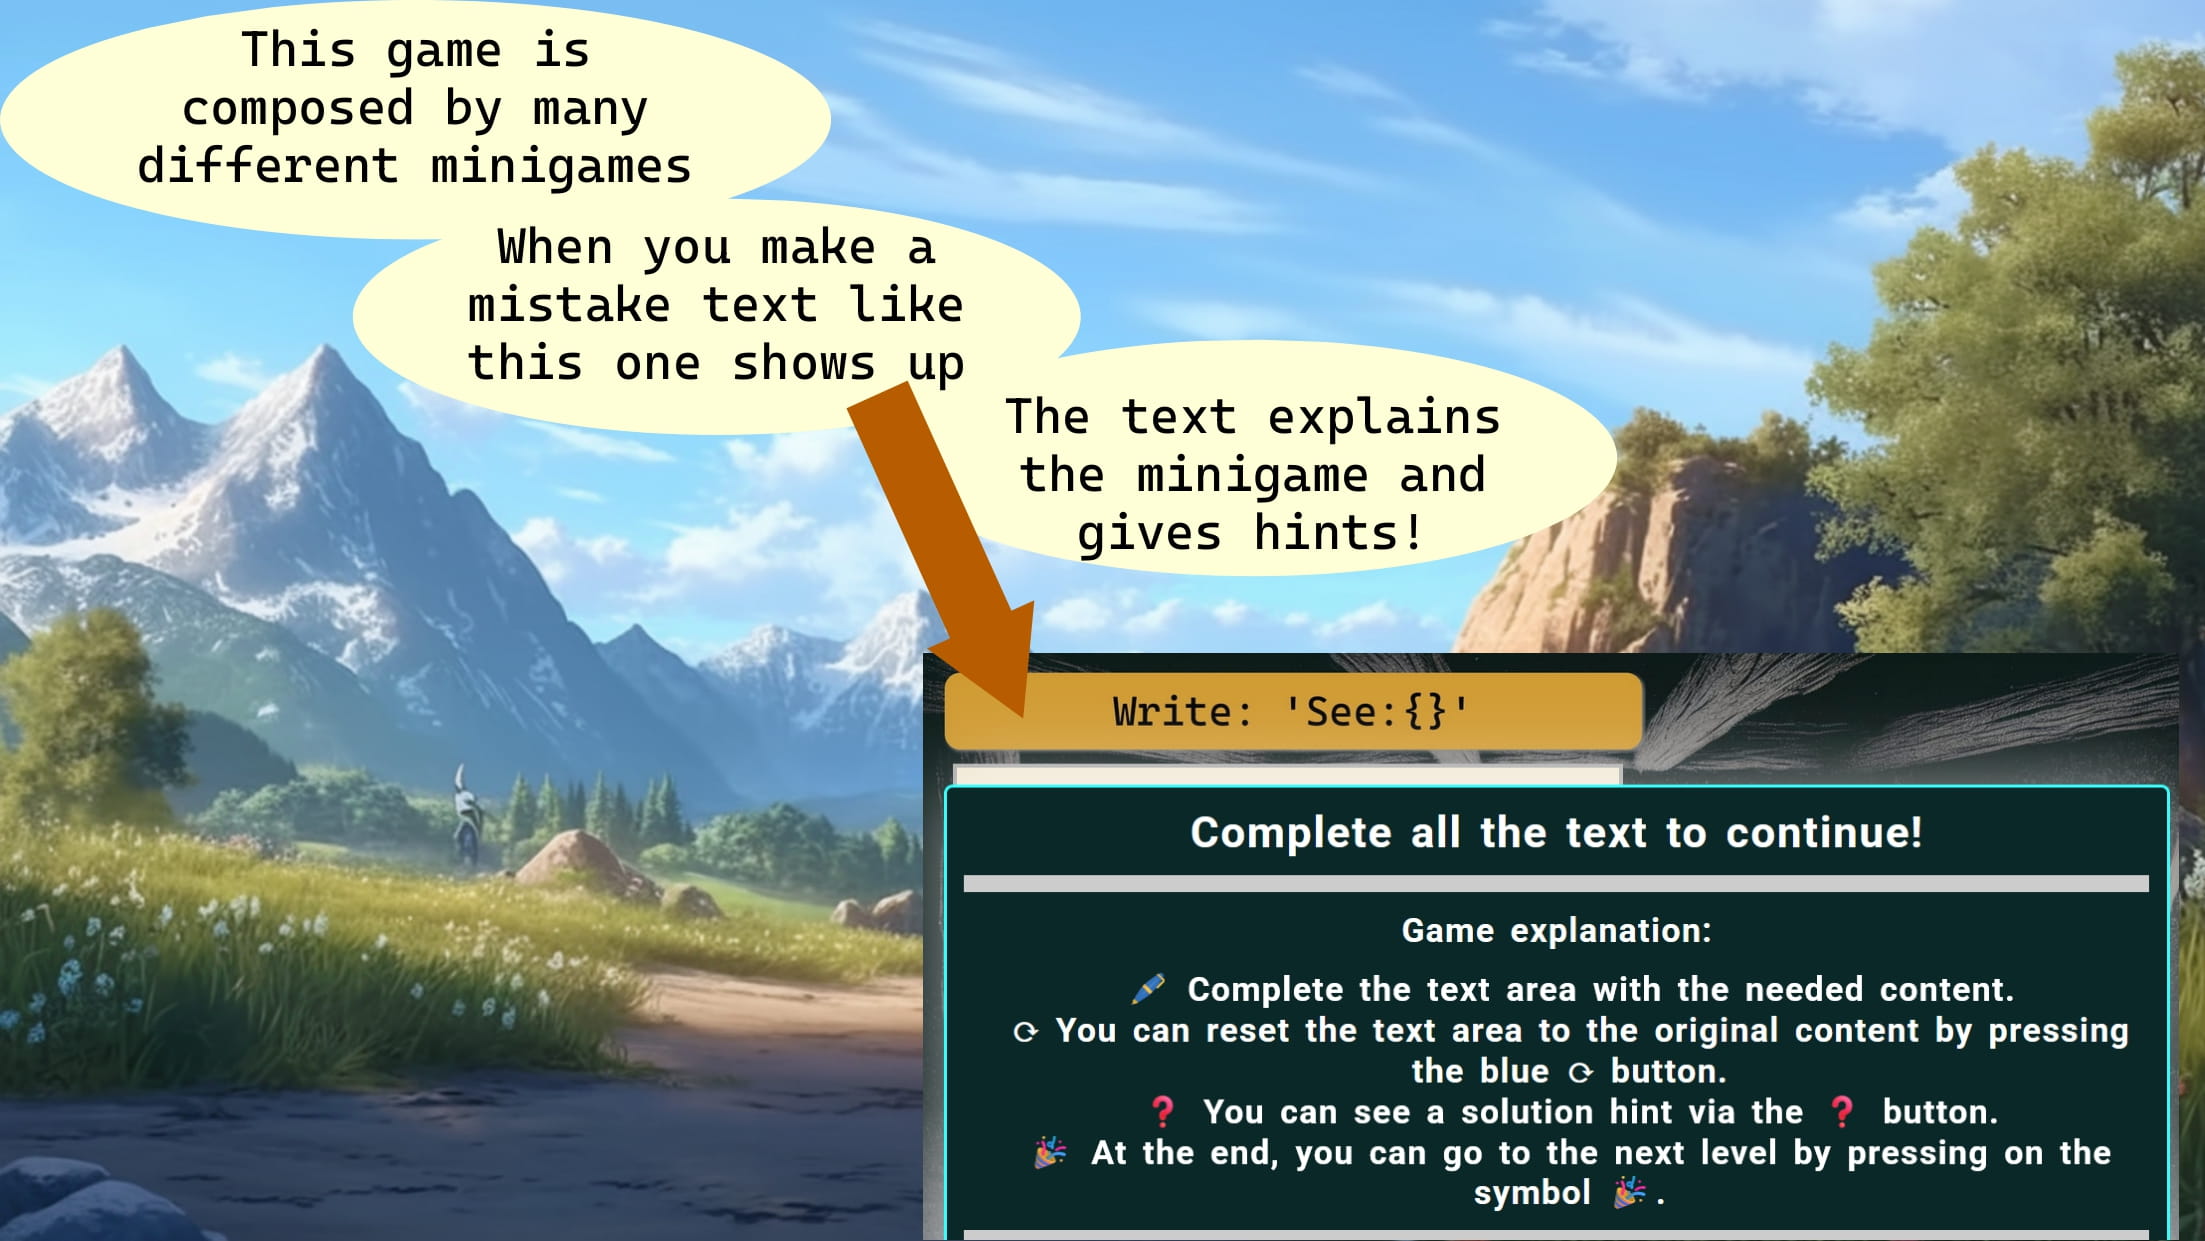 This game is
composed by many
different minigames
When you make a
mistake text like
this one shows up
The text explains
the minigame and
gives hints!
Write: 'See:{}'
Complete all the text to continue!
Game explanation:
🖊️ Complete the text area with the needed content.
⟳ You can reset the text area to the original content by pressing
the blue ⟳ button.
❓ You can see a solution hint via the ❓ button.
🎉 At the end, you can go to the next level by pressing on the
symbol 🎉.